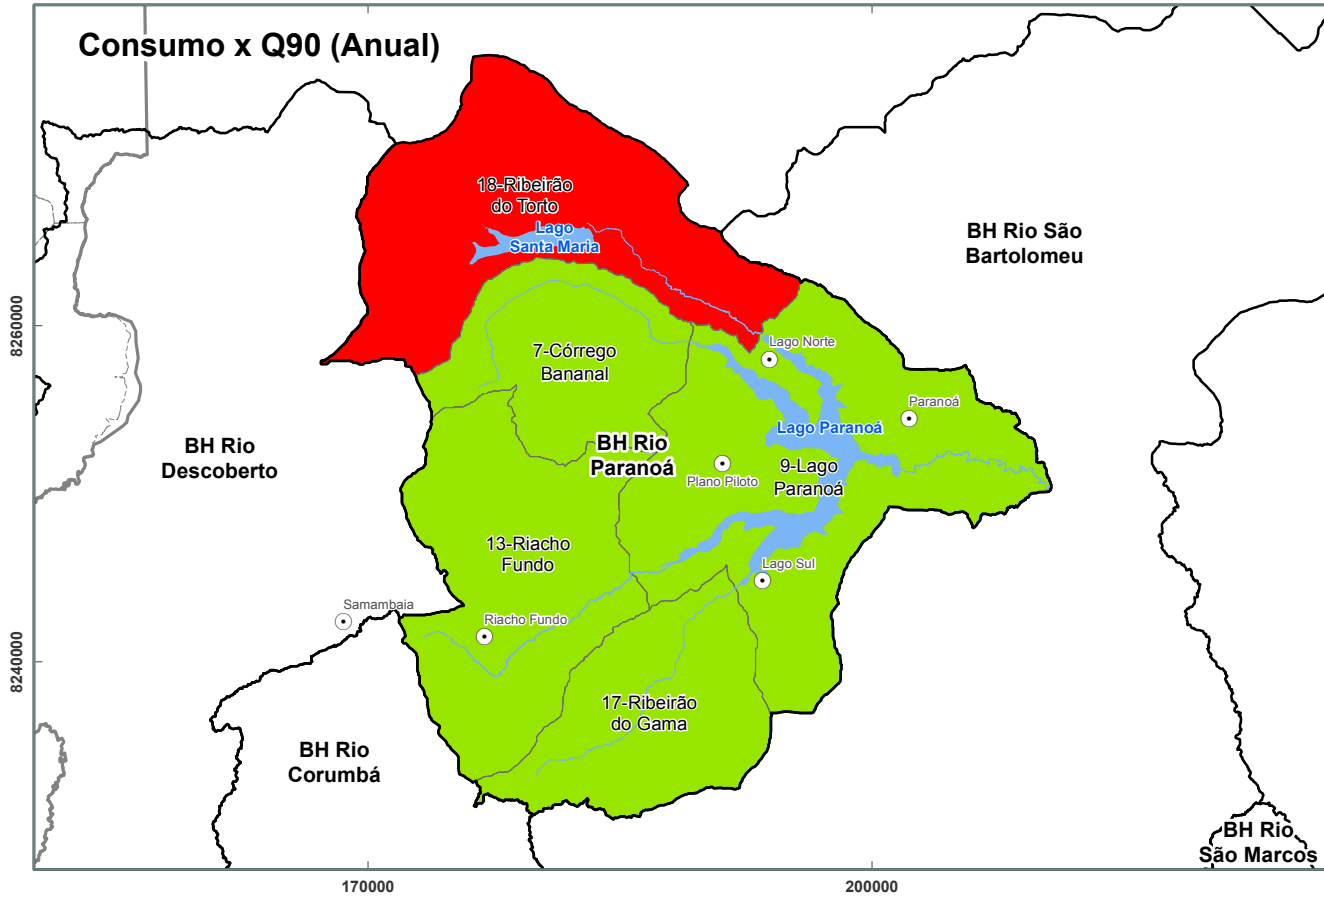 Consumo x Q90 (Anual)
18-Ribeirão
do Torto
Lago
Santa Maria
BH Rio São
Bartolomeu
8260000
Lago Norte
7-Córrego
Bananal
Paranoá
Lago Paranoá
BH Rio
Descoberto
BH Rio
Paranoá
9-Lago
Paranoá
Plano Piloto
13-Riacho
Fundo
Lago Sul
Samambaia
Riacho Fundo
8240000
17-Ribeirão
do Gama
BH Rio
Corumbá
BH Rio
São Marcos
170000
200000